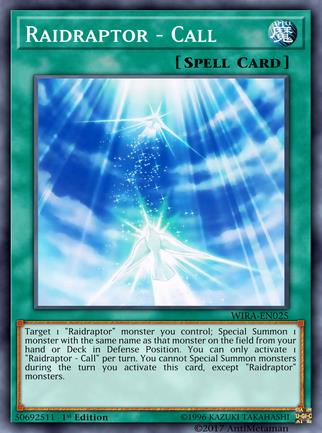 Raidraptor - Call
[Spell Card]
WIRA-EN025
Target 1 "Raidraptor" monster you control; Special Summon 1
monster with the same name as that monster on the field from your
hand or Deck in Defense Position. You can only activate 1
"Raidraptor - Call" per turn. You cannot Special Summon monsters
during the turn you activate this card, except "Raidraptor"
monsters.
50692511 1st Edition ©1996 KAZUKI TAKAHASHI
©2017 AntiMetaman